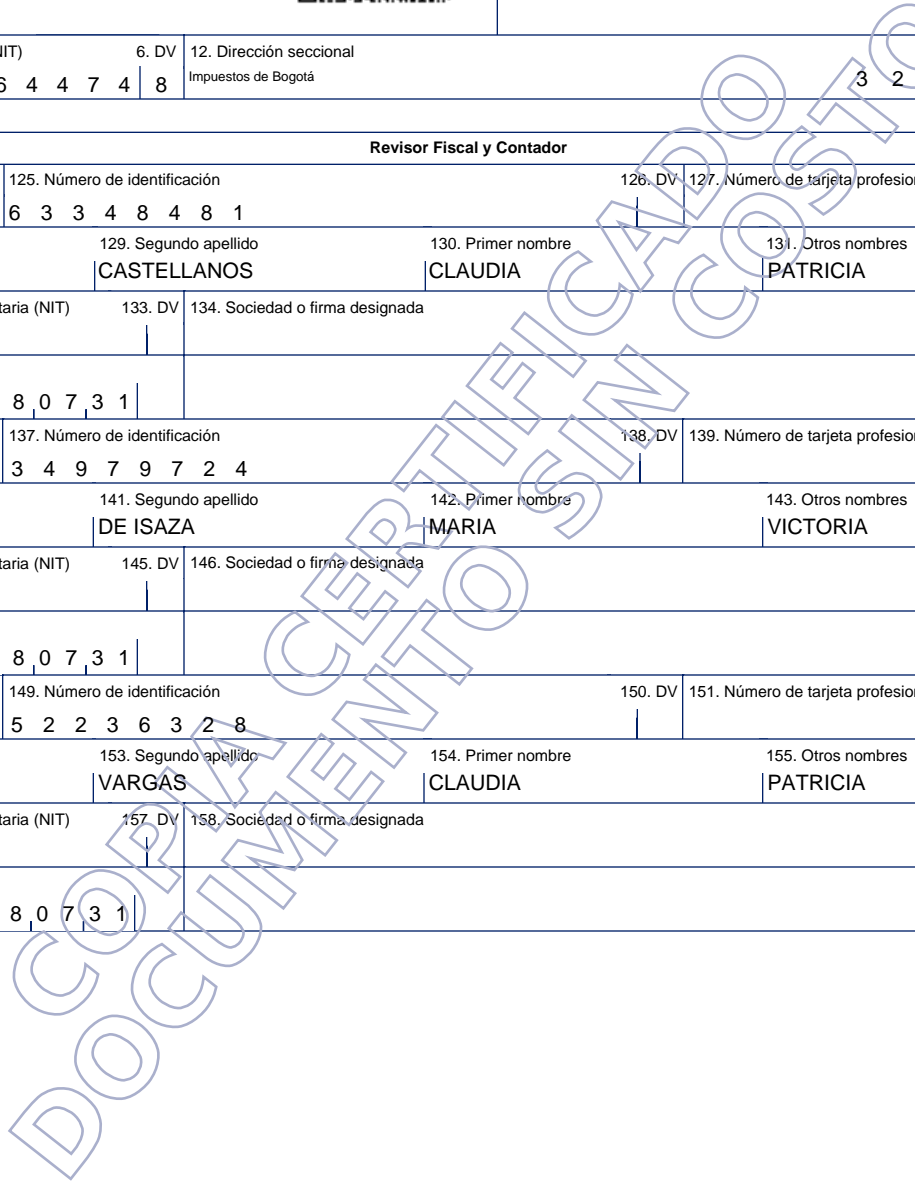 IT) 6. DV 12. Dirección seccional
6 4 4 7 4 8 Impuestos de Bogotá 3 2
Revisor Fiscal y Contador
125. Número de identificación 126. DV 127. Número de tarjeta profesion
6 3 3 4 8 4 8 1
129. Segundo apellido 130. Primer nombre 131. Otros nombres
CASTELLANOS CLAUDIA PATRICIA
taria (NIT) 133. DV 134. Sociedad o firma designada
8 0 7 3 1
137. Número de identificación 138. DV 139. Número de tarjeta profesion
3 4 9 7 9 7 2 4
141. Segundo apellido 142. Primer nombre 143. Otros nombres
DE ISAZA MARIA VICTORIA
taria (NIT) 145. DV 146. Sociedad o firma designada
8 0 7 3 1
149. Número de identificación 150. DV 151. Número de tarjeta profesion
5 2 2 3 6 3 2 8
153. Segundo apellido 154. Primer nombre 155. Otros nombres
VARGAS CLAUDIA PATRICIA
taria (NIT) 157. DV 158. Sociedad o firma designada
8 0 7 3 1
COPIA CERTIFICADO
DOCUMENTO SIN COSTO